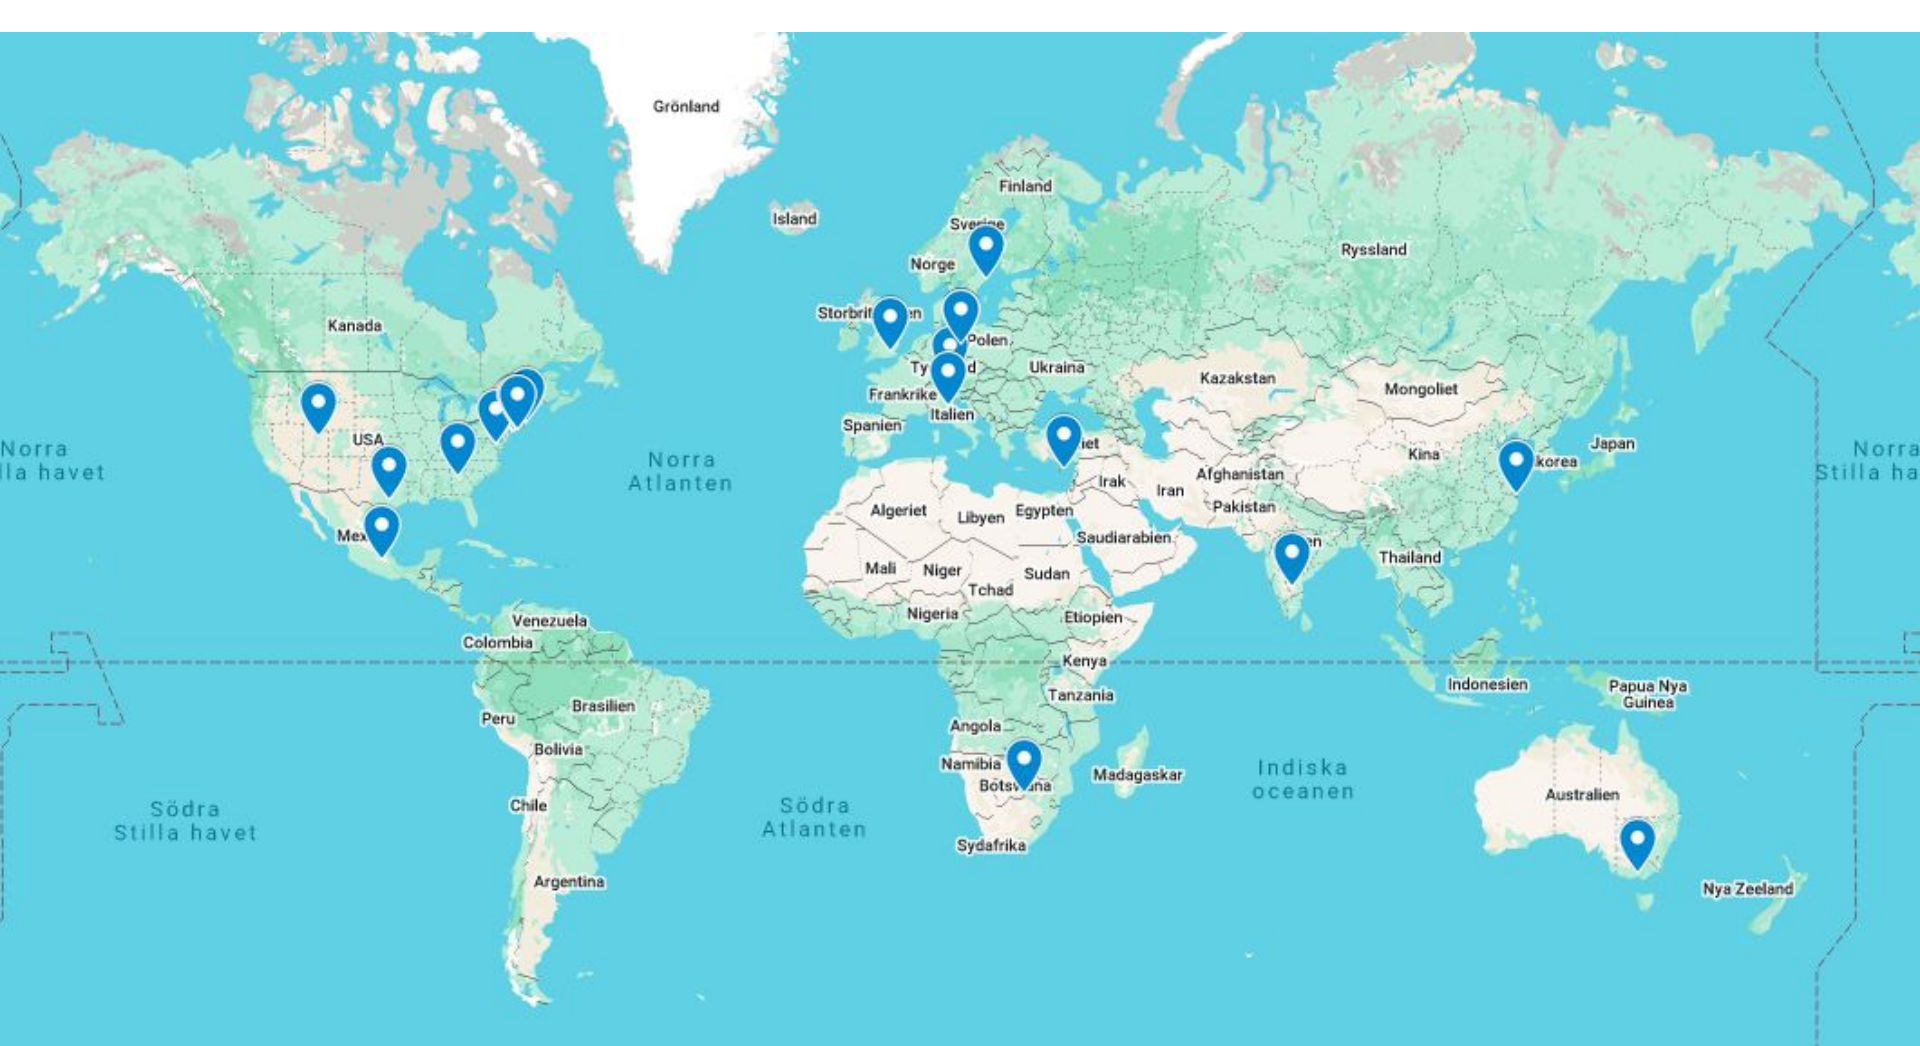 Grönland
Island
Finland
Norge
Ryssland
Kanada
Polen
Ukraina
Kazakstan
Mongoliet
Frankrike
Italien
Spanien
USA
Norra
Atlanten
Kina
Japan
Afghanistan
Irak
Iran
Pakistan
Algeriet
Libyen
Egypten
Saudiarabien
Thailand
Mali
Niger
Sudan
Tchad
Nigeria
Etiopien
Venezuela
Colombia
Kenya
Indonesien
Papua Nya
Guinea
Tanzania
Peru
Brasilien
Angola
Bolivia
Namibia
Madagaskar
Indiska
oceanen
Australien
Chile
Södra
Stilla havet
Södra
Atlanten
Sydafrika
Argentina
Nya Zeeland
Norra
havet
Norra
Stilla